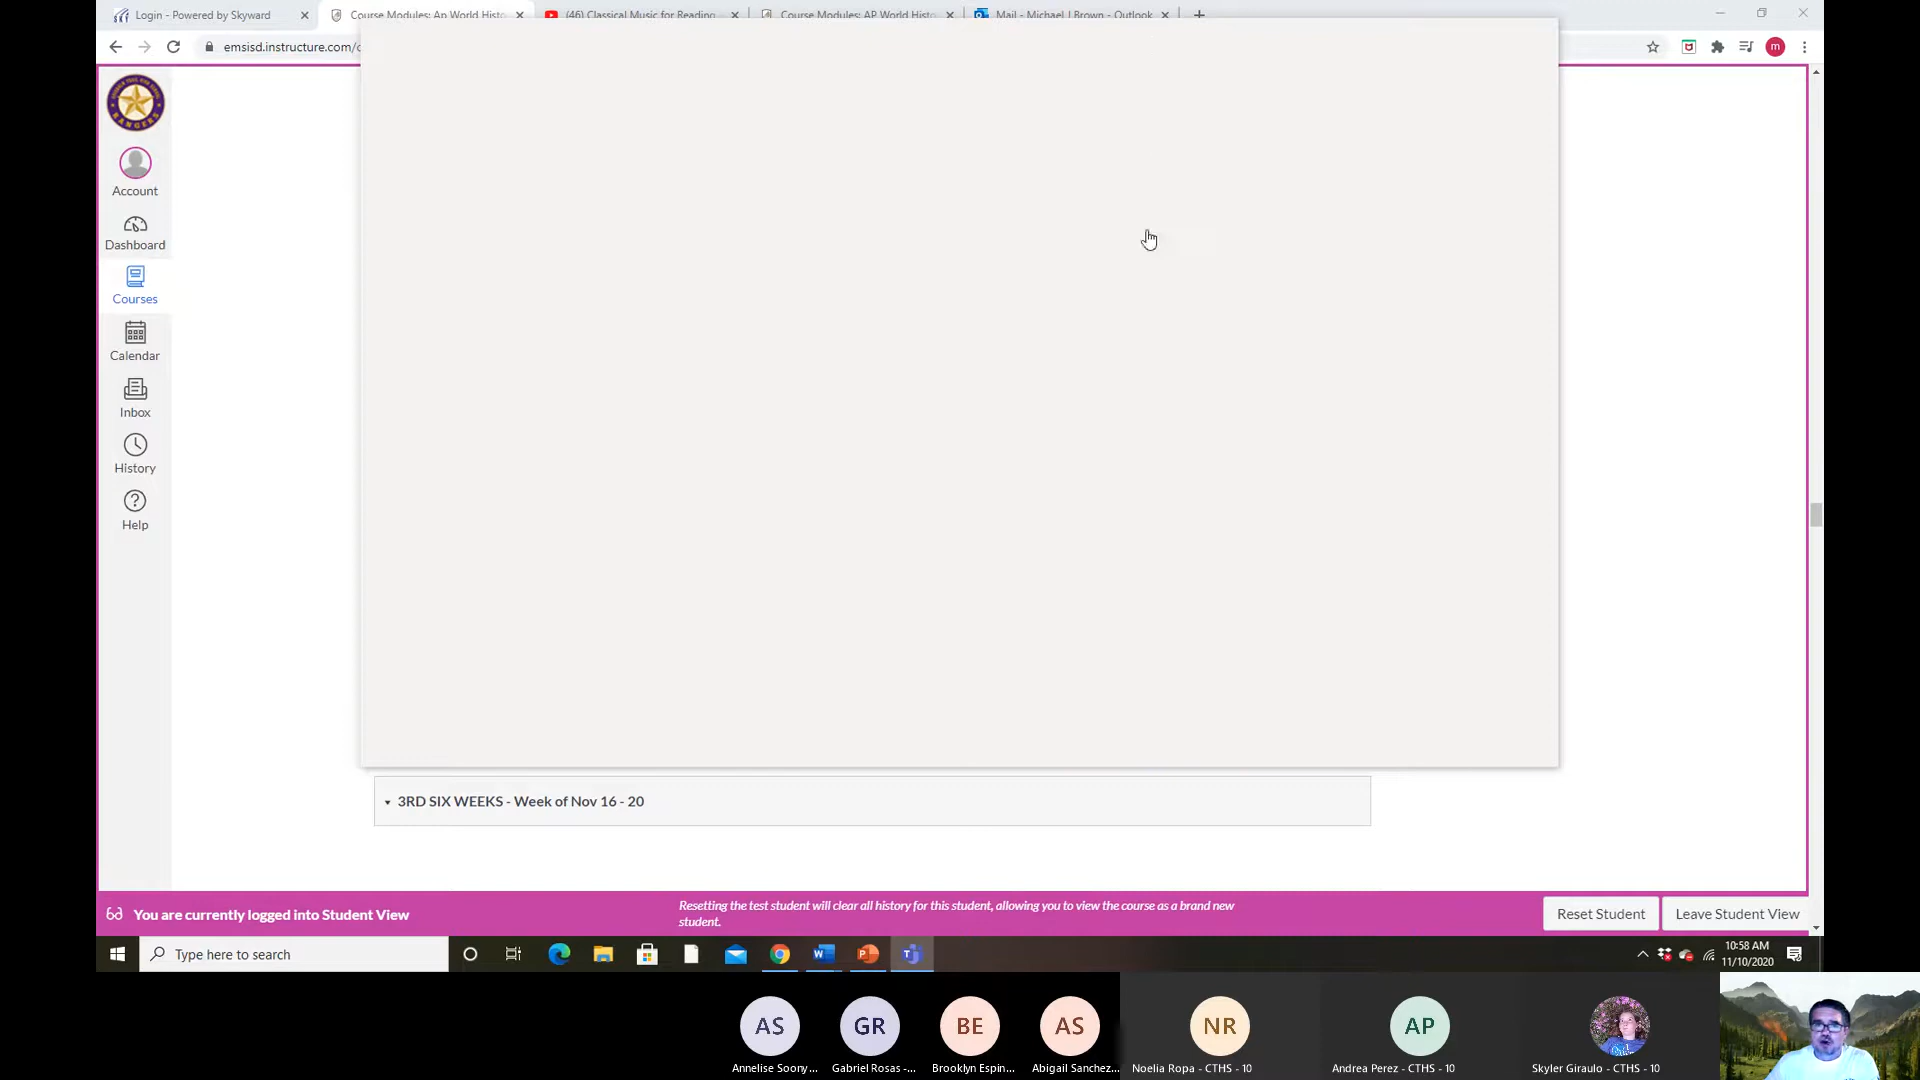 Login - Powered by Skyward
Course Modules: Ap World Histo
(46) Classical Music for Reading
Course Modules: AP World Histo
Mail - Michael J Brown - Outlook
emsisd.instructure.com/c
m
RANGERS
Account
Dashboard
Courses
Calendar
Inbox
History
Help
3RD SIX WEEKS - Week of Nov 16 - 20
You are currently logged into Student View
Resetting the test student will clear all history for this student, allowing you to view the course as a brand new
student.
Reset Student
Leave Student View
Type here to search
10:58 AM
11/10/2020
AS
GR
BE
AS
NR
AP
Annelise Soony...
Gabriel Rosas -...
Brooklyn Espin...
Abigail Sanchez...
Noelia Ropa - CTHS - 10
Andrea Perez - CTHS - 10
Skyler Giraulo - CTHS - 10